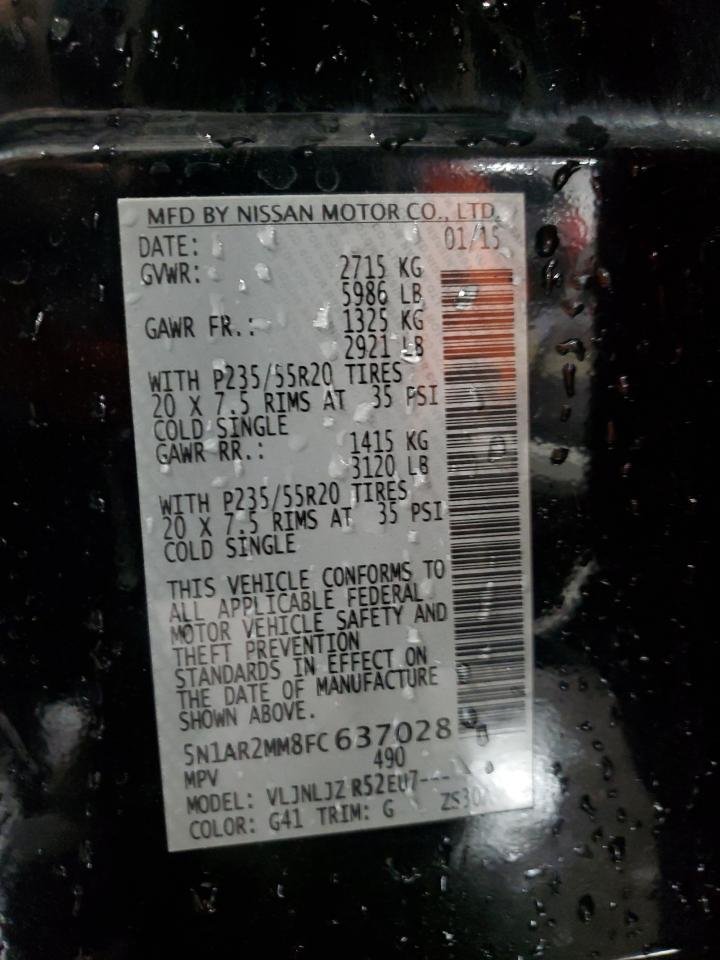 MFD BY NISSAN MOTOR CO., LTD.
DATE: 01/15
GVWR: 2715 KG
5986 LB
GAWR FR.: 1325 KG
2921 LB
WITH P235/55R20 TIRES
20 X 7.5 RIMS AT 35 PSI
COLD SINGLE
GAWR RR.: 1415 KG
3120 LB
WITH P235/55R20 TIRES
20 X 7.5 RIMS AT 35 PSI
COLD SINGLE
THIS VEHICLE CONFORMS TO
ALL APPLICABLE FEDERAL
MOTOR VEHICLE SAFETY AND
THEFT PREVENTION
STANDARDS IN EFFECT ON
THE DATE OF MANUFACTURE
SHOWN ABOVE.
5N1AR2MM8FC637028
MPV 490
MODEL: VLJNLJZ R52EU7---
COLOR: G41 TRIM: G